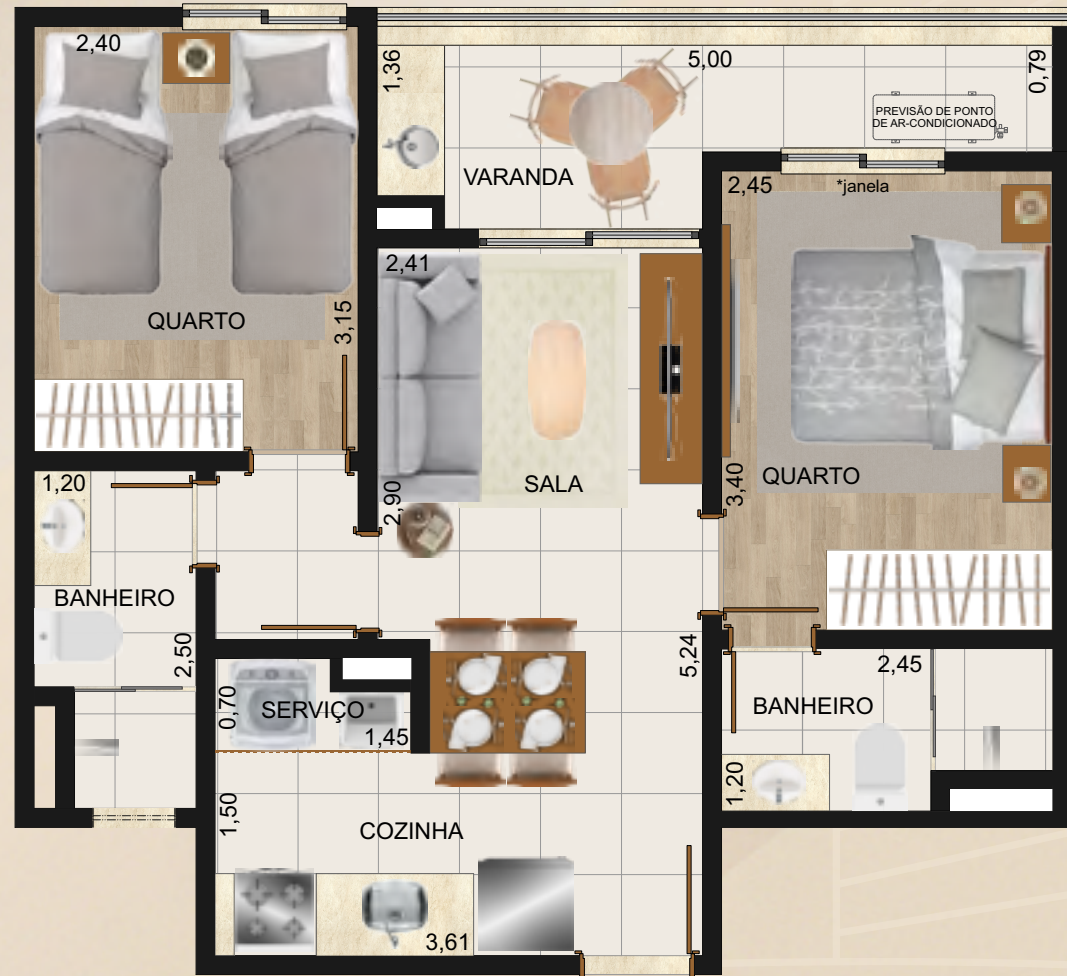 2,40
1,36
5,00
0,79
PREVISÃO DE PONTO
DE AR-CONDICIONADO
VARANDA
2,45
*janela
2,41
QUARTO
3,15
SALA
2,90
QUARTO
3,40
1,20
BANHEIRO
2,50
5,24
2,45
BANHEIRO
1,20
0,70
SERVIÇO
1,45
1,50
COZINHA
3,61